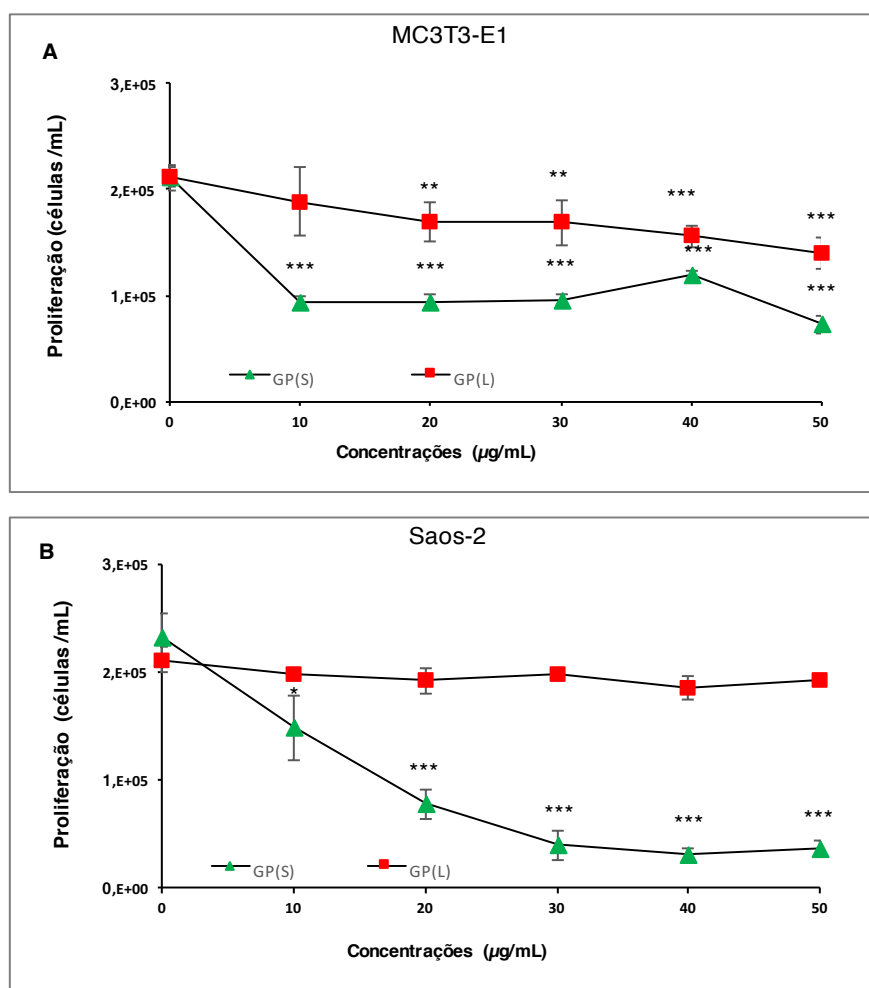 MC3T3-E1
A
3,E+05
2,E+05
1,E+05
0,E+00
Proliferação (células /mL)
** ** *** ***
*** *** *** *** ***
GP(S) GP(L)
0 10 20 30 40 50
Concentrações (µg/mL)
Saos-2
B
3,E+05
2,E+05
1,E+05
0,E+00
Proliferação (células /mL)
* *** *** *** ***
GP(S) GP(L)
0 10 20 30 40 50
Concentrações (µg/mL)